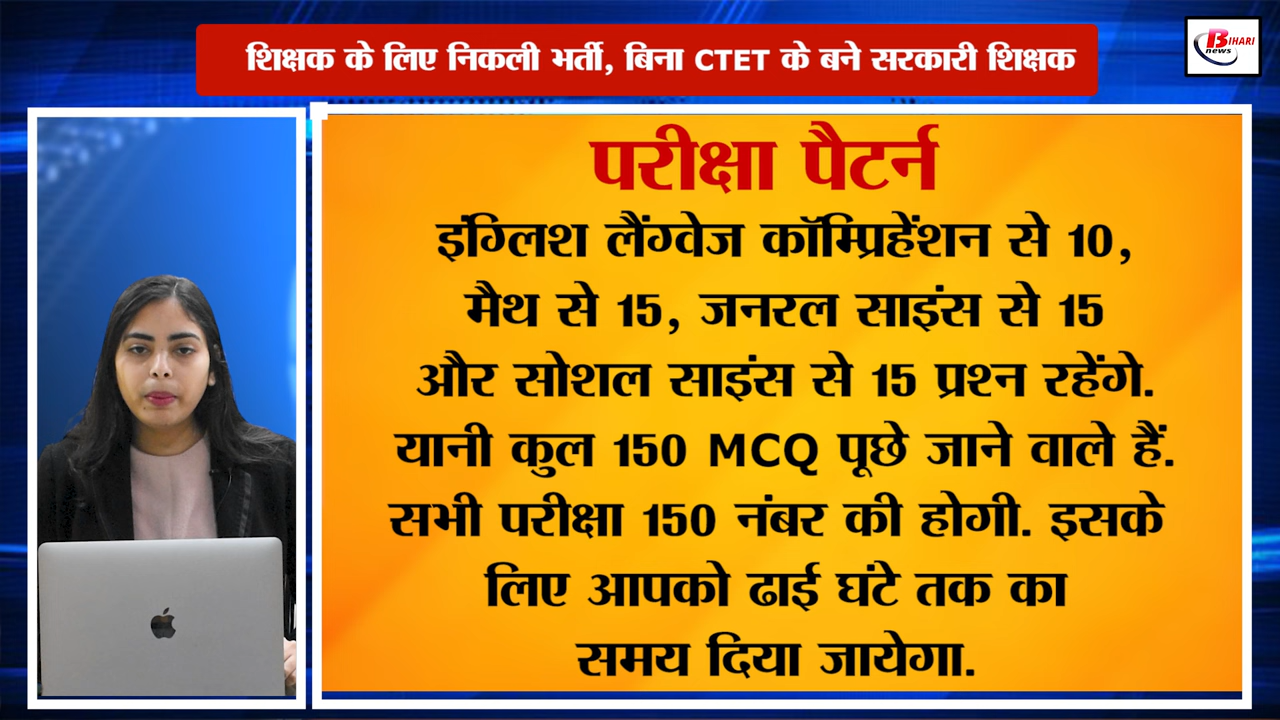 शिक्षक के लिए निकली भर्ती, बिना CTET के बने सरकारी शिक्षक
BIHARI
news
परीक्षा पैटर्न
इंग्लिश लैंग्वेज कॉम्प्रिहेंशन से 10,
मैथ से 15, जनरल साइंस से 15
और सोशल साइंस से 15 प्रश्न रहेंगे.
यानी कुल 150 MCQ पूछे जाने वाले हैं.
सभी परीक्षा 150 नंबर की होगी. इसके
लिए आपको ढाई घंटे तक का
समय दिया जायेगा.